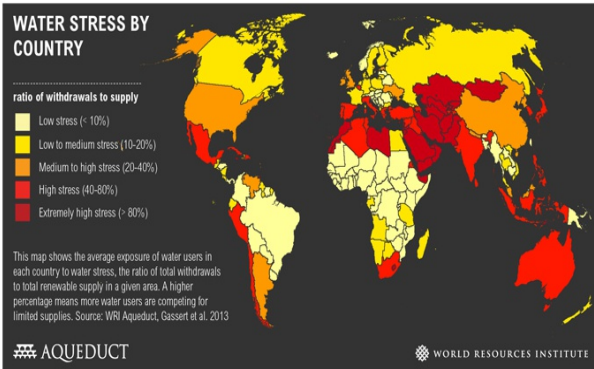 WATER STRESS BY
COUNTRY
ratio of withdrawals to supply
Low stress (< 10%)
Low to medium stress (10-20%)
Medium to high stress (20-40%)
High stress (40-80%)
Extremely high stress (> 80%)
This map shows the average exposure of water users in
each country to water stress, the ratio of total withdrawals
to total renewable supply in a given area. A higher
percentage means more water users are competing for
limited supplies. Source: WRI Aqueduct, Gassert et al. 2013
AQUEDUCT
WORLD RESOURCES INSTITUTE